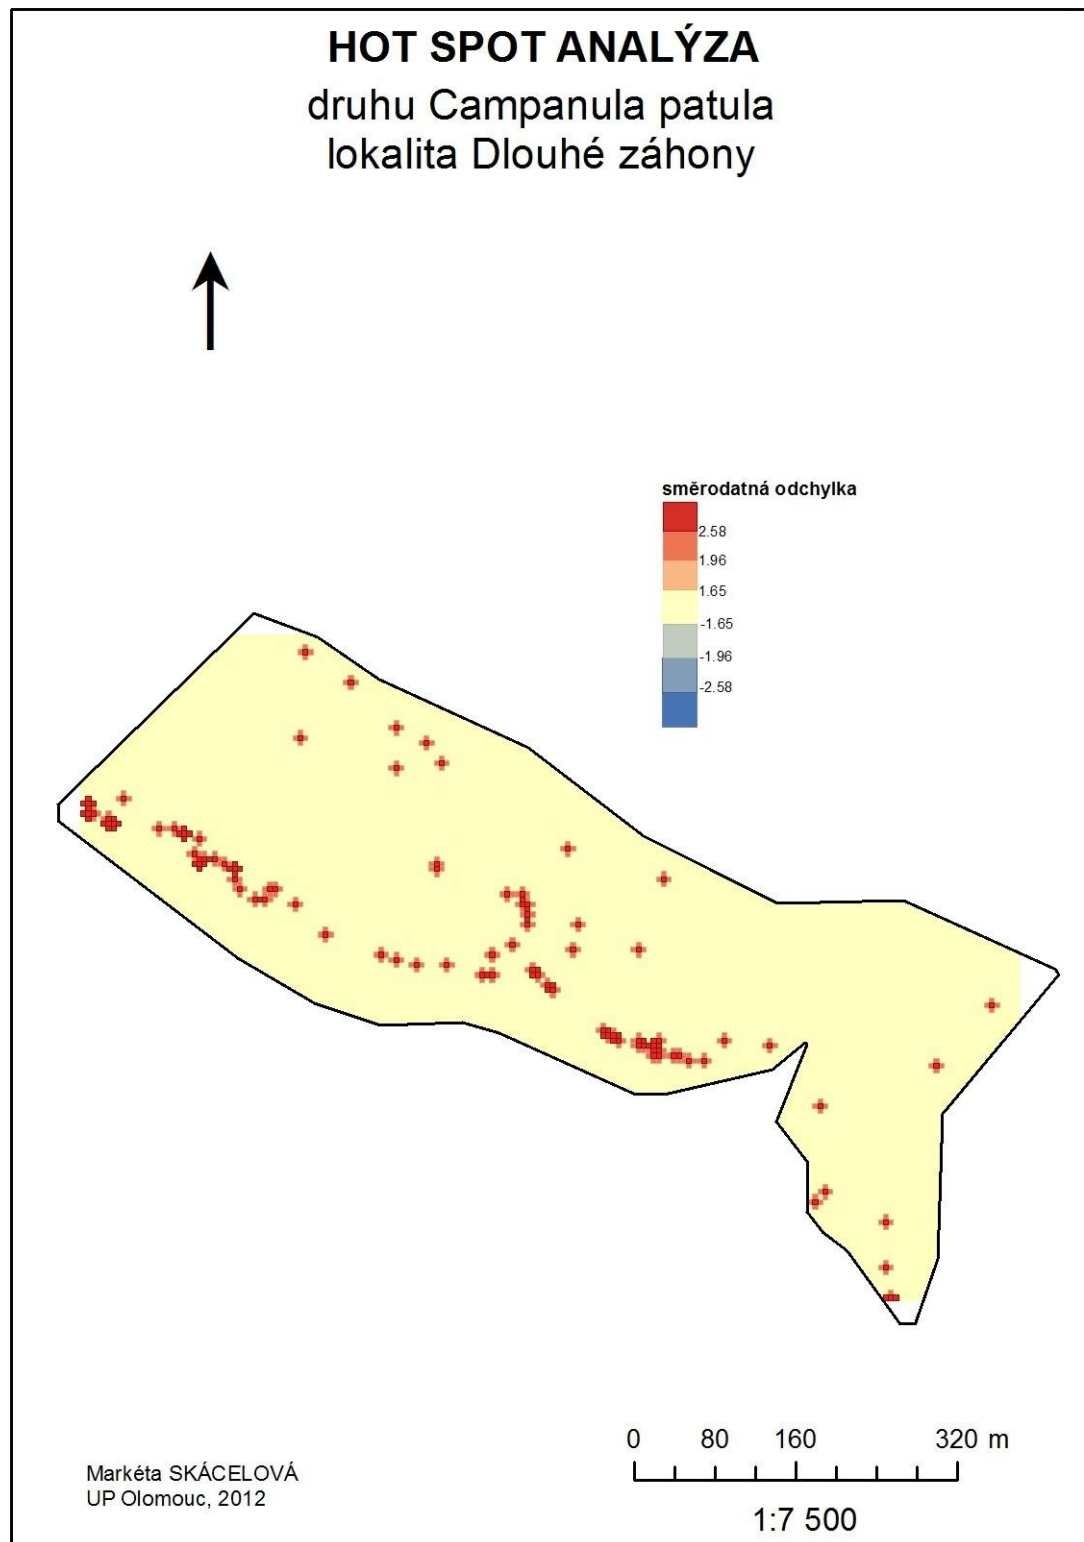 HOT SPOT ANALÝZA
druhu Campanula patula
lokalita Dlouhé záhony
směrodatná odchylka
2.58
1.96
1.65
-1.65
-1.96
-2.58
0 80 160 320 m
1:7 500
Markéta SKÁCELOVÁ
UP Olomouc, 2012